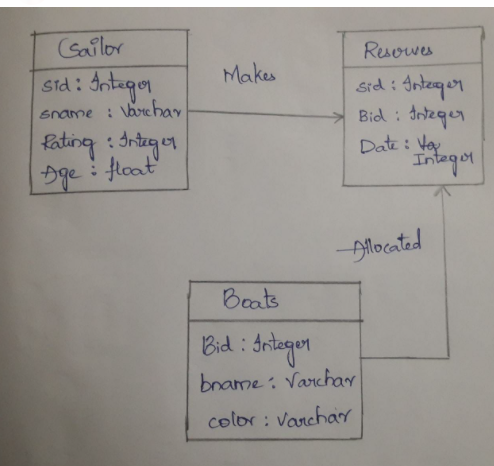 Sailor
sid : Integer
sname : Varchar
Rating : Integer
Age : float
Makes
Reserves
sid : Integer
Bid : Integer
Date :
Integer
Allocated
Boats
Bid : Integer
bname : Varchar
color : Varchar